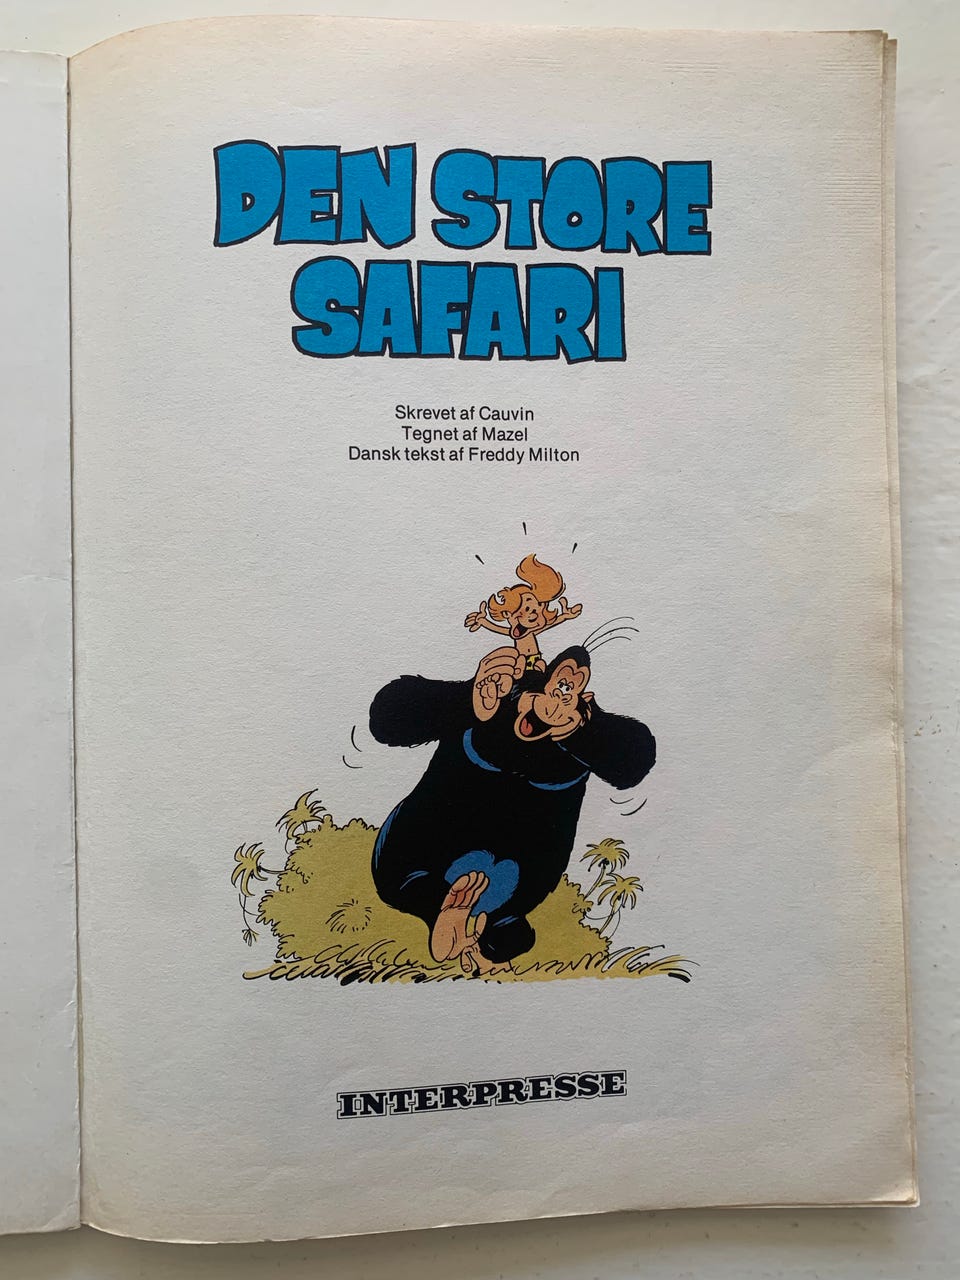 DEN STORE
SAFARI
Skrevet af Cauvin
Tegnet af Mazel
Dansk tekst af Freddy Milton
INTERPRESSE